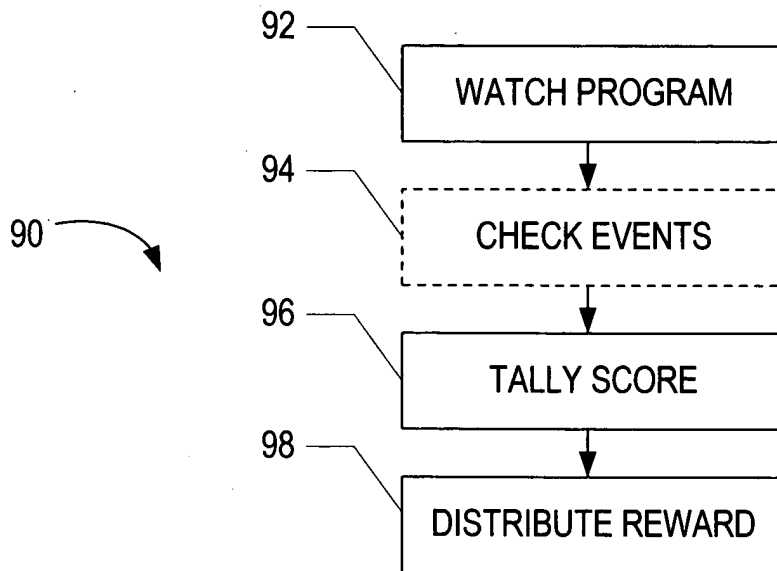 92
WATCH PROGRAM
94
CHECK EVENTS
90
96
TALLY SCORE
98
DISTRIBUTE REWARD